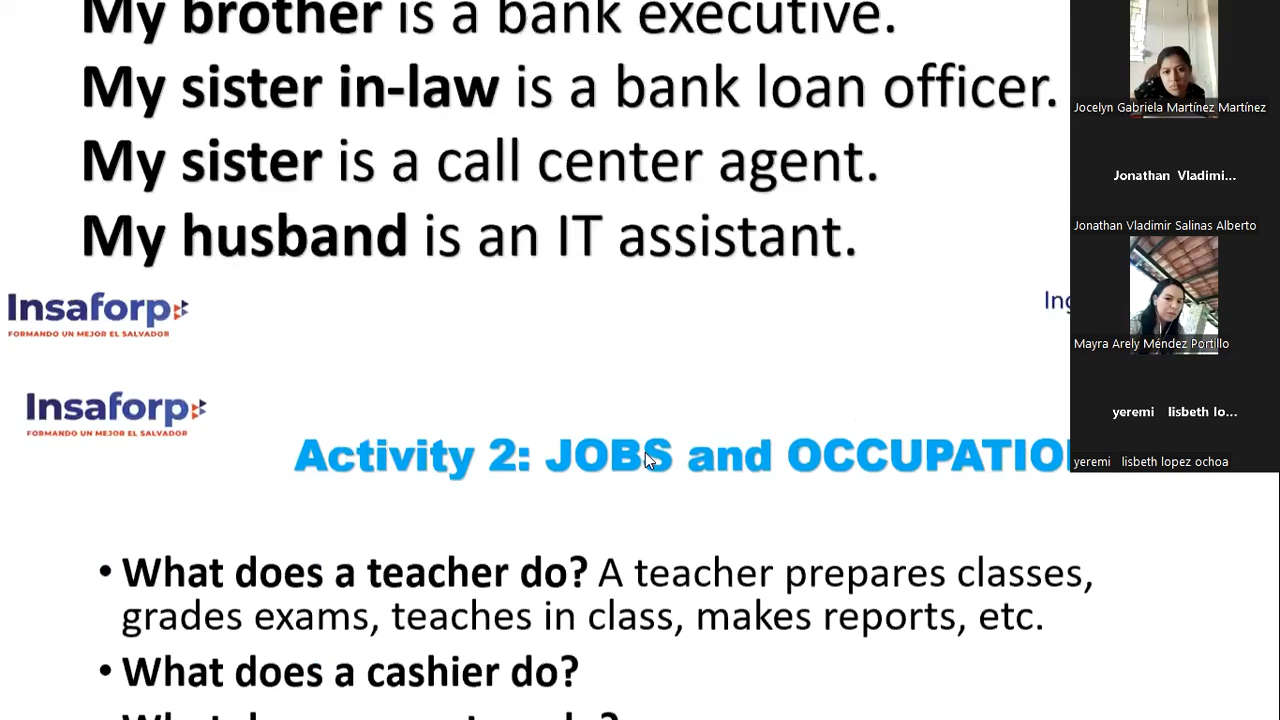 My brother is a bank executive.
My sister in-law is a bank loan officer.
My sister is a call center agent.
My husband is an IT assistant.
Insaforp
FORMANDO UN MEJOR EL SALVADOR
Ing
Insaforp
FORMANDO UN MEJOR EL SALVADOR
Activity 2: JOBS and OCCUPATIO
• What does a teacher do? A teacher prepares classes,
grades exams, teaches in class, makes reports, etc.
• What does a cashier do?
Jocelyn Gabriela Martínez Martínez
Jonathan Vladimi...
Jonathan Vladimir Salinas Alberto
Mayra Arely Méndez Portillo
yeremi lisbeth lo...
yeremi lisbeth lopez ochoa